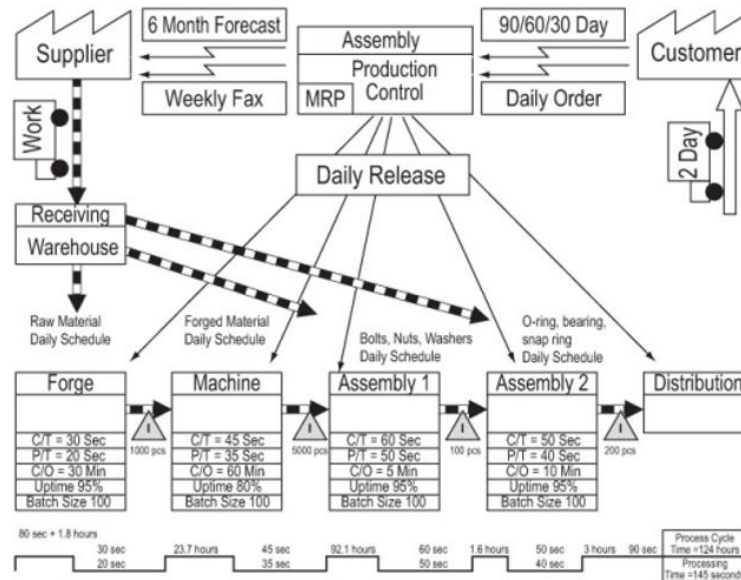 Supplier
6 Month Forecast
Weekly Fax
Assembly
Production
Control
MRP
90/60/30 Day
Daily Order
Customer
Work
2 Day
Daily Release
Receiving
Warehouse
Raw Material
Daily Schedule
Forged Material
Daily Schedule
Bolts, Nuts, Washers
Daily Schedule
O-ring, bearing,
snap ring
Daily Schedule
Forge
C/T = 30 Sec
P/T = 20 Sec
C/O = 30 Min
Uptime 95%
Batch Size 100
I
1000 pcs
Machine
C/T = 45 Sec
P/T = 35 Sec
C/O = 60 Min
Uptime 80%
Batch Size 100
I
5000 pcs
Assembly 1
C/T = 60 Sec
P/T = 50 Sec
C/O = 5 Min
Uptime 95%
Batch Size 100
I
100 pcs
Assembly 2
C/T = 50 Sec
P/T = 40 Sec
C/O = 10 Min
Uptime 95%
Batch Size 100
I
200 pcs
Distribution
80 sec + 1.8 hours
30 sec
20 sec
23.7 hours
45 sec
35 sec
92.1 hours
60 sec
50 sec
1.6 hours
50 sec
40 sec
3 hours
90 sec
Process Cycle
Time =124 hours
Processing
Time =145 seconds